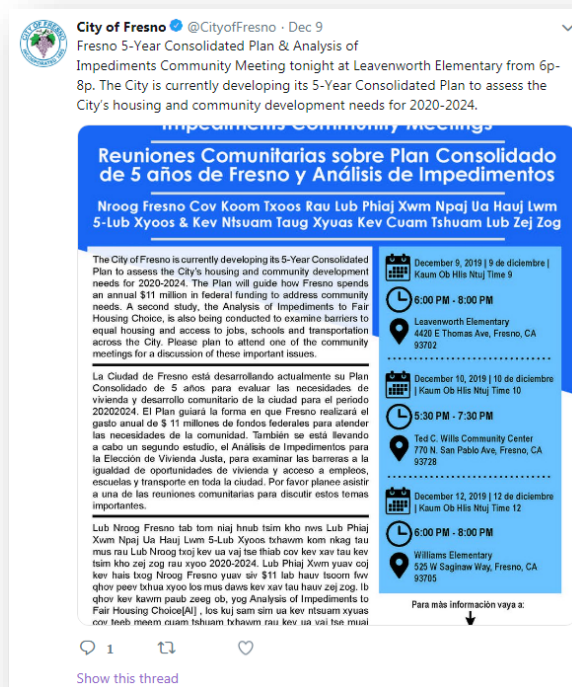 City of Fresno @CityofFresno · Dec 9
Fresno 5-Year Consolidated Plan & Analysis of
Impediments Community Meeting tonight at Leavenworth Elementary from 6p-
8p. The City is currently developing its 5-Year Consolidated Plan to assess the
City's housing and community development needs for 2020-2024.
Impediments Community Meetings
Reuniones Comunitarias sobre Plan Consolidado
de 5 años de Fresno y Análisis de Impedimentos
Nroog Fresno Cov Koom Txoos Rau Lub Phiaj Xwm Npaj Ua Hauj Lwm
5-Lub Xyoos & Kev Ntsuam Taug Xyuas Kev Cuam Tshuam Lub Zej Zog
The City of Fresno is currently developing its 5-Year Consolidated
Plan to assess the City's housing and community development
needs for 2020-2024. The Plan will guide how Fresno spends
an annual $11 million in federal funding to address community
needs. A second study, the Analysis of Impediments to Fair
Housing Choice, is also being conducted to examine barriers to
equal housing and access to jobs, schools and transportation
across the City. Please plan to attend one of the community
meetings for a discussion of these important issues.
La Ciudad de Fresno está desarrollando actualmente su Plan
Consolidado de 5 años para evaluar las necesidades de
vivienda y desarrollo comunitario de la ciudad para el periodo
20202024. El Plan guiará la forma en que Fresno realizará el
gasto anual de $ 11 millones de fondos federales para atender
las necesidades de la comunidad. También se está llevando
a cabo un segundo estudio, el Análisis de Impedimentos para
la Elección de Vivienda Justa, para examinar las barreras a la
igualdad de oportunidades de vivienda y acceso a empleos,
escuelas y transporte en toda la ciudad. Por favor planee asistir
a una de las reuniones comunitarias para discutir estos temas
importantes.
Lub Nroog Fresno tab tom niaj hnub tsim kho nws Lub Phiaj
Xwm Npaj Ua Hauj Lwm 5-Lub Xyoos txhawm kom nkag tau
mus rau Lub Nroog txoj kev ua vaj tse thiab cov kev xav tau kev
tsim kho zej zog rau xyoo 2020-2024. Lub Phiaj Xwm yuav coj
kev hais txog Nroog Fresno yuav siv $11 lab hauv tsoom fwv
qhov peev txhua xyoo los mus daws kev xav tau hauv zej zog. Ib
qhov kev kawm paub zeeg ob, yog Analysis of Impediments to
Fair Housing Choice[AI] , los kuj sam sim ua kev ntsuam xyuas
cov teeb meem cuam tshuam txhawm rau kev ua vaj tse muaj
December 9, 2019 | 9 de diciembre |
Kaum Ob Hlis Ntuj Time 9
6:00 PM - 8:00 PM
Leavenworth Elementary
4420 E Thomas Ave, Fresno, CA
93702
December 10, 2019 | 10 de diciembre
| Kaum Ob Hlis Ntuj Time 10
5:30 PM - 7:30 PM
Ted C. Wills Community Center
770 N. San Pablo Ave, Fresno, CA
93728
December 12, 2019 | 12 de diciembre
| Kaum Ob Hlis Ntuj Time 12
6:00 PM - 8:00 PM
Williams Elementary
525 W Saginaw Way, Fresno, CA
93705
Para màs informaciòn vaya a:
1
Show this thread